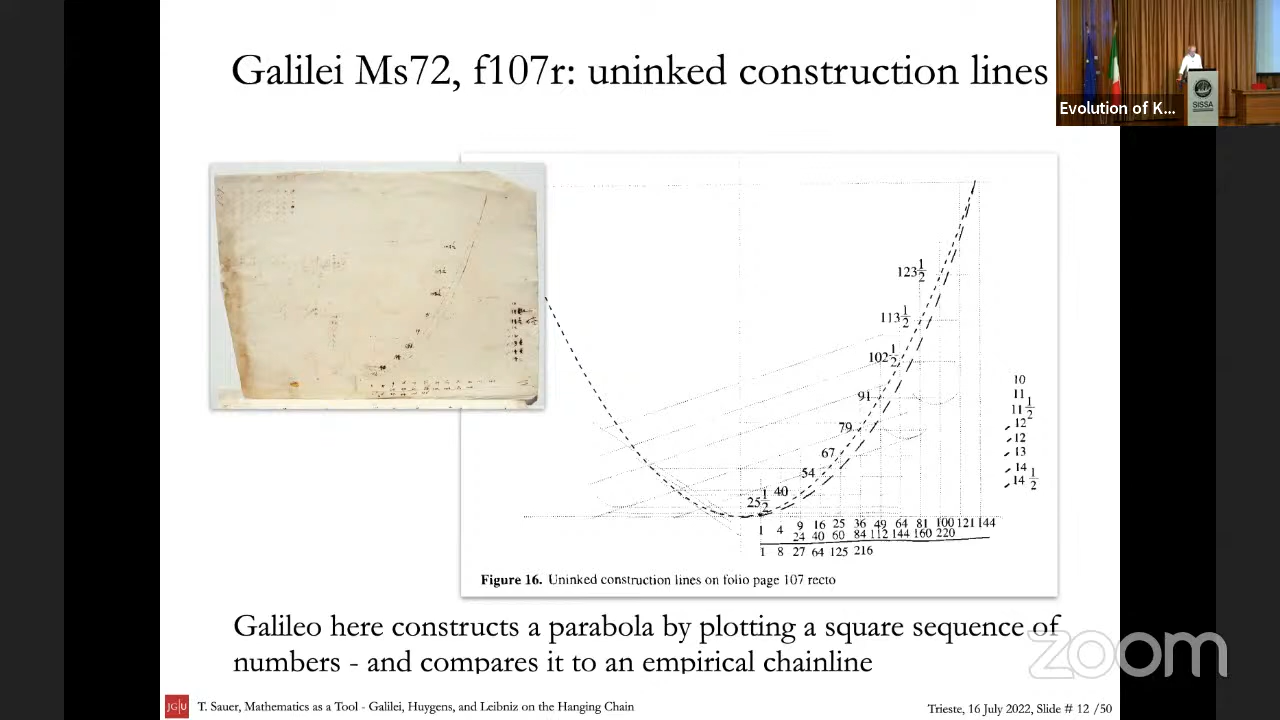 Galilei Ms72, f107r: uninked construction lines
SISSA
Evolution of K...
123 1/2
113 1/2
102 1/2
91
79
67
54
40
25 1/2
10
11
11 1/2
12
12
13
14
14 1/2
1 4 9 16 25 36 49 64 81 100 121 144
24 40 60 84 112 144 160 220
1 8 27 64 125 216
Figure 16. Uninked construction lines on folio page 107 recto
Galileo here constructs a parabola by plotting a square sequence of
numbers - and compares it to an empirical chainline
zoom
JG|U T. Sauer, Mathematics as a Tool - Galilei, Huygens, and Leibniz on the Hanging Chain
Trieste, 16 July 2022, Slide # 12 /50